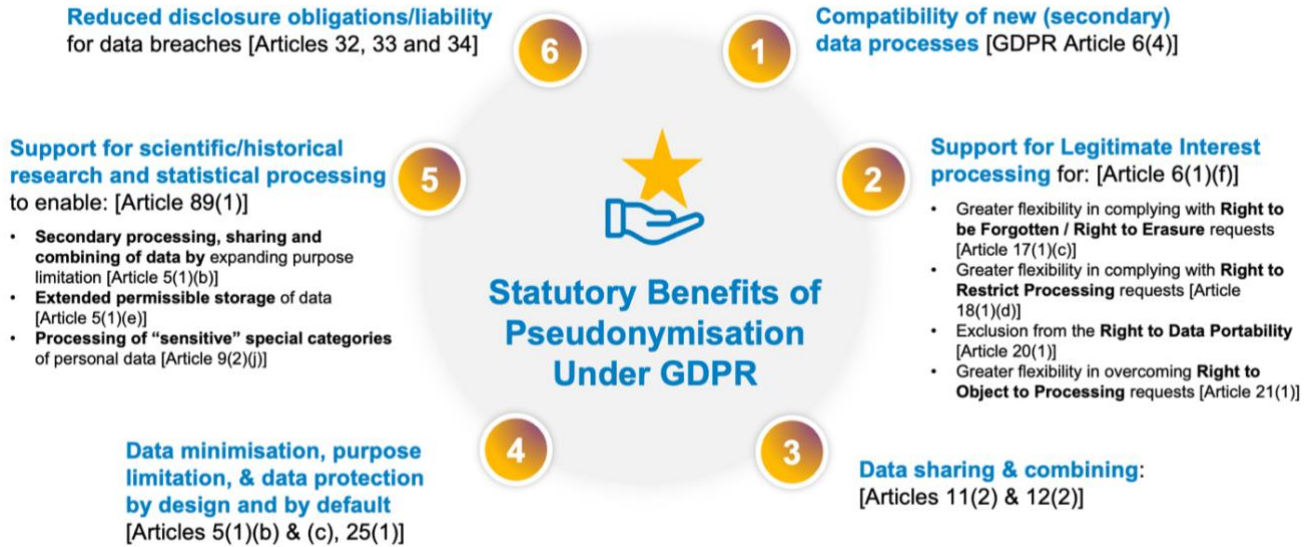 Statutory Benefits of
Pseudonymisation
Under GDPR
1
Compatibility of new (secondary)
data processes [GDPR Article 6(4)]
2
Support for Legitimate Interest
processing for: [Article 6(1)(f)]
• Greater flexibility in complying with Right to
be Forgotten / Right to Erasure requests
[Article 17(1)(c)]
• Greater flexibility in complying with Right to
Restrict Processing requests [Article
18(1)(d)]
• Exclusion from the Right to Data Portability
[Article 20(1)]
• Greater flexibility in overcoming Right to
Object to Processing requests [Article 21(1)]
3
Data sharing & combining:
[Articles 11(2) & 12(2)]
4
Data minimisation, purpose
limitation, & data protection
by design and by default
[Articles 5(1)(b) & (c), 25(1)]
5
Support for scientific/historical
research and statistical processing
to enable: [Article 89(1)]
• Secondary processing, sharing and
combining of data by expanding purpose
limitation [Article 5(1)(b)]
• Extended permissible storage of data
[Article 5(1)(e)]
• Processing of “sensitive” special categories
of personal data [Article 9(2)(j)]
6
Reduced disclosure obligations/liability
for data breaches [Articles 32, 33 and 34]